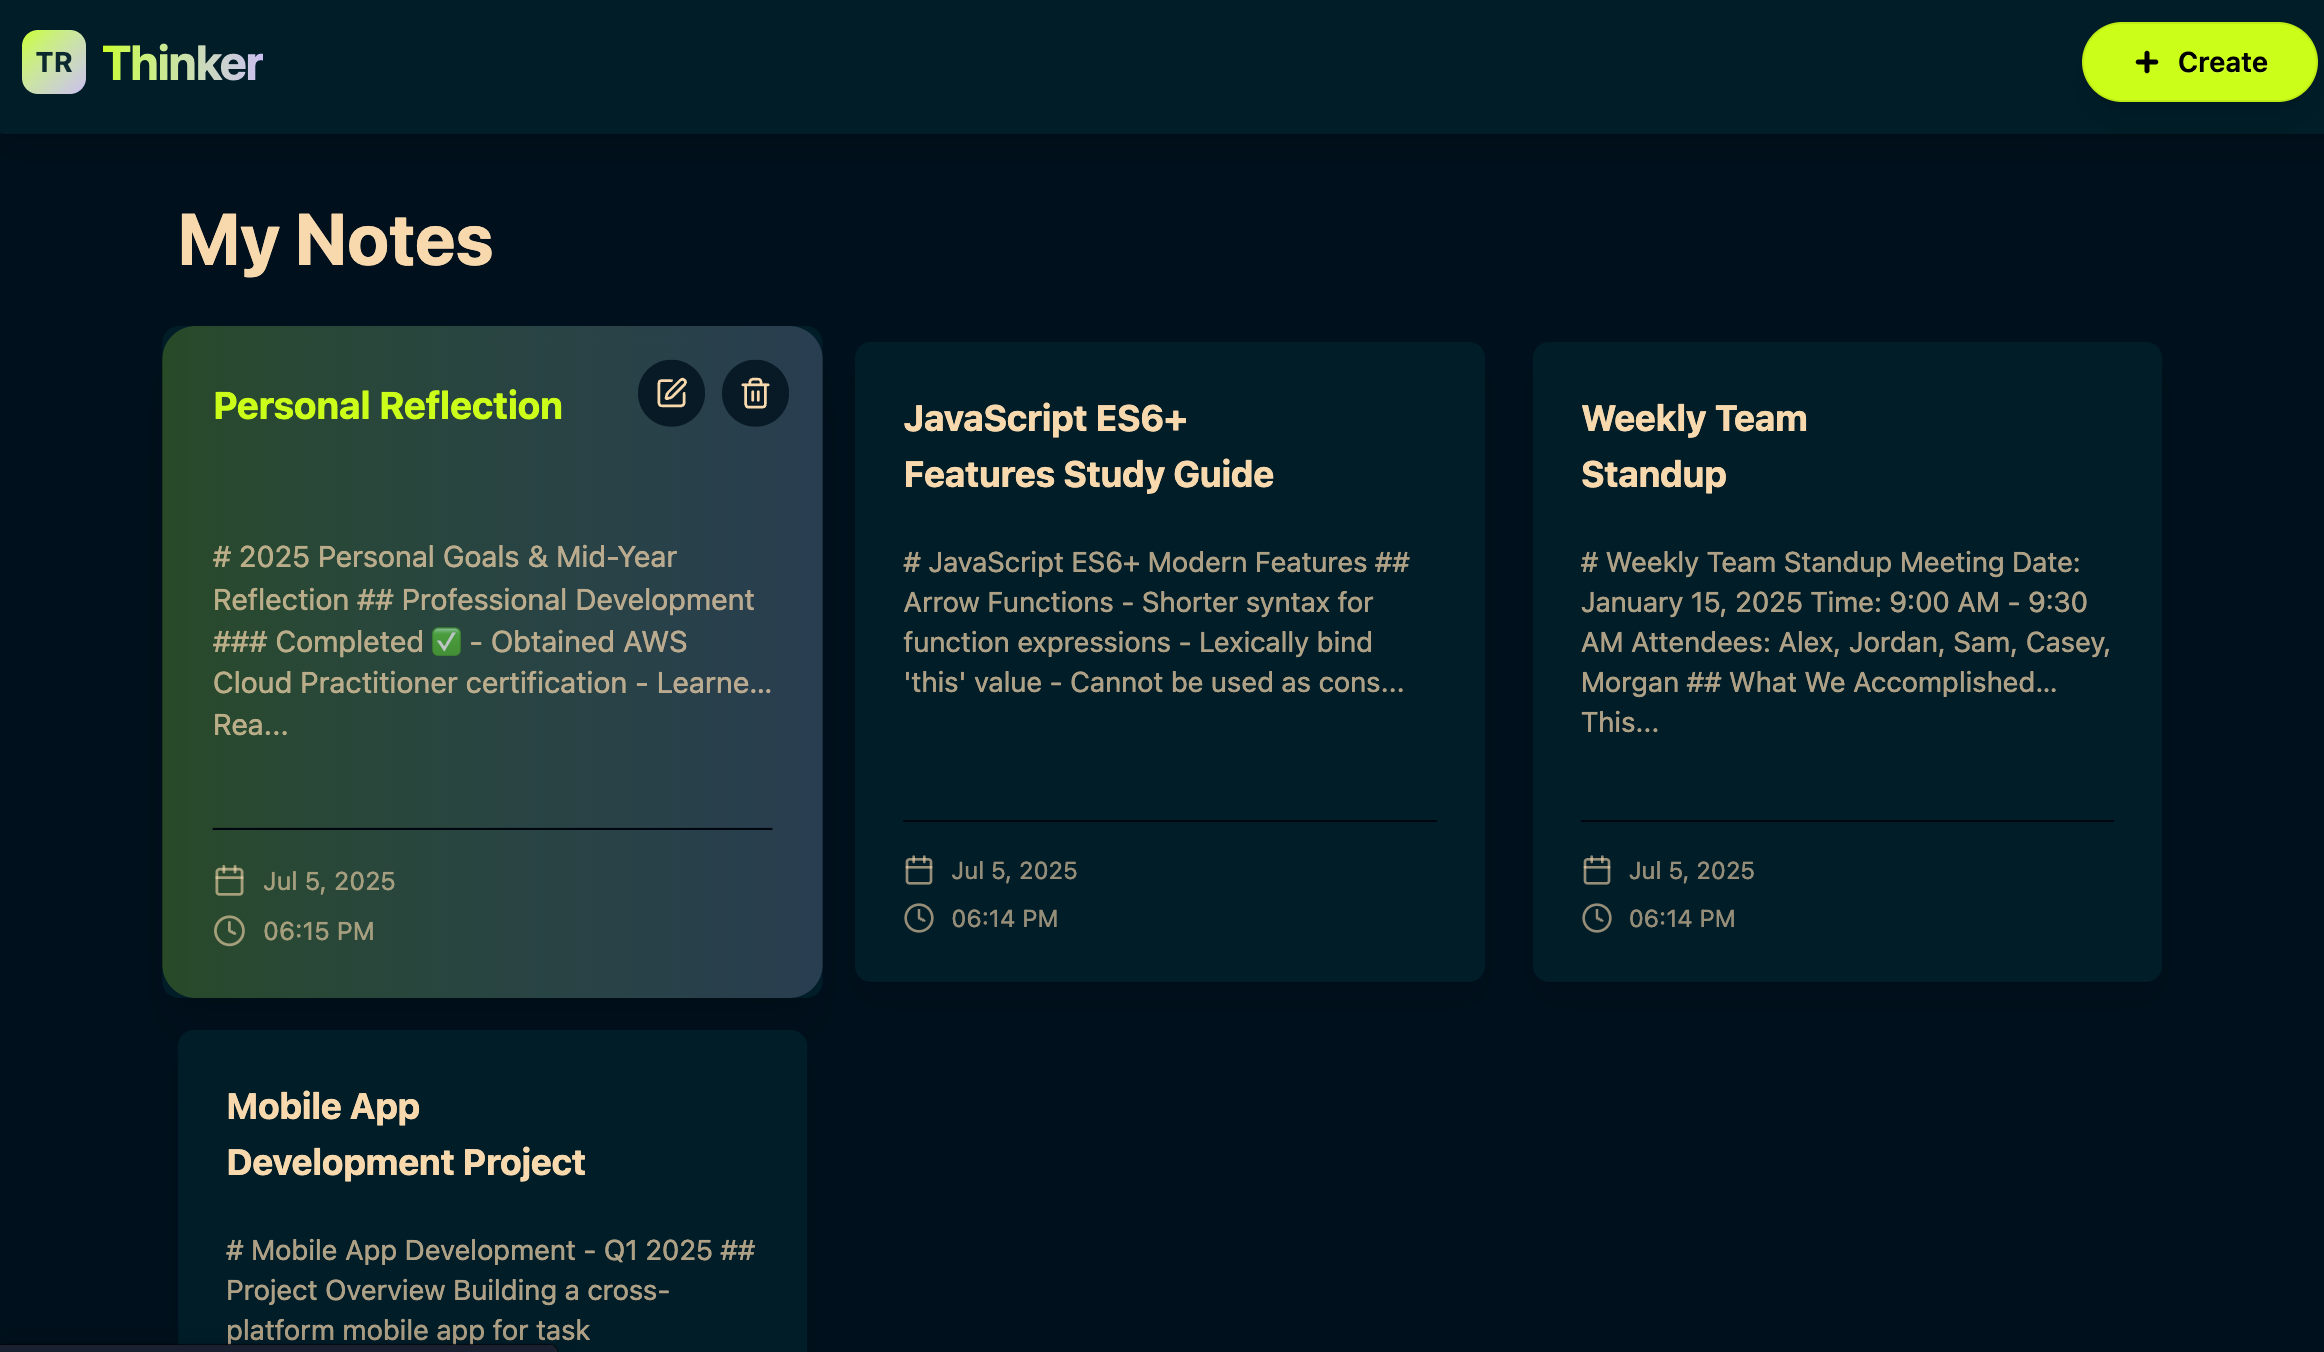 TR Thinker
+ Create
My Notes
Personal Reflection
# 2025 Personal Goals & Mid-Year
Reflection ## Professional Development
### Completed ✅ - Obtained AWS
Cloud Practitioner certification - Learne...
Rea...
Jul 5, 2025
06:15 PM
JavaScript ES6+
Features Study Guide
# JavaScript ES6+ Modern Features ##
Arrow Functions - Shorter syntax for
function expressions - Lexically bind
'this' value - Cannot be used as cons...
Jul 5, 2025
06:14 PM
Weekly Team
Standup
# Weekly Team Standup Meeting Date:
January 15, 2025 Time: 9:00 AM - 9:30
AM Attendees: Alex, Jordan, Sam, Casey,
Morgan ## What We Accomplished...
This...
Jul 5, 2025
06:14 PM
Mobile App
Development Project
# Mobile App Development - Q1 2025 ##
Project Overview Building a cross-
platform mobile app for task